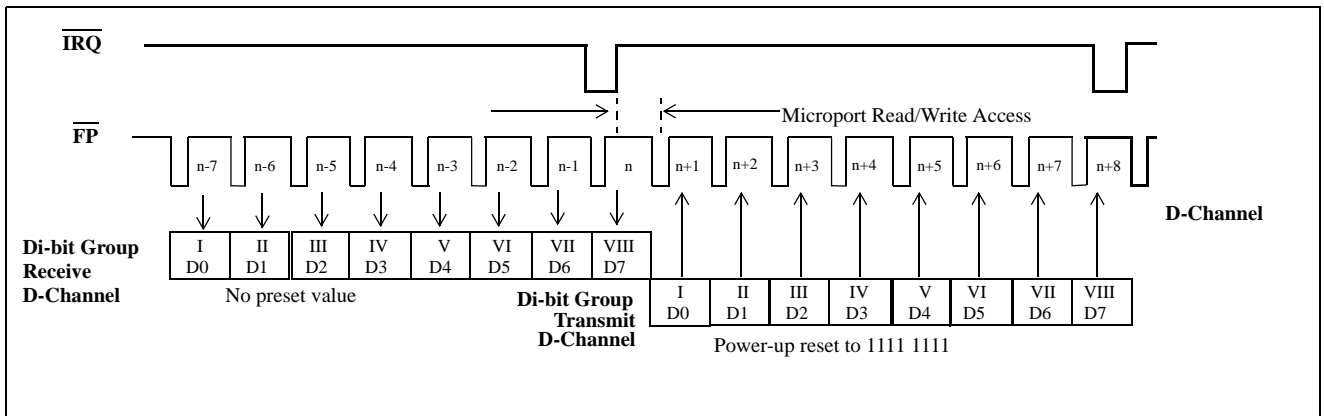 IRQ
Microport Read/Write Access
FP
n-7 n-6 n-5 n-4 n-3 n-2 n-1 n n+1 n+2 n+3 n+4 n+5 n+6 n+7 n+8
D-Channel
Di-bit Group
Receive
D-Channel
I II III IV V VI VII VIII
D0 D1 D2 D3 D4 D5 D6 D7
No preset value
Di-bit Group
Transmit
D-Channel
I II III IV V VI VII VIII
D0 D1 D2 D3 D4 D5 D6 D7
Power-up reset to 1111 1111